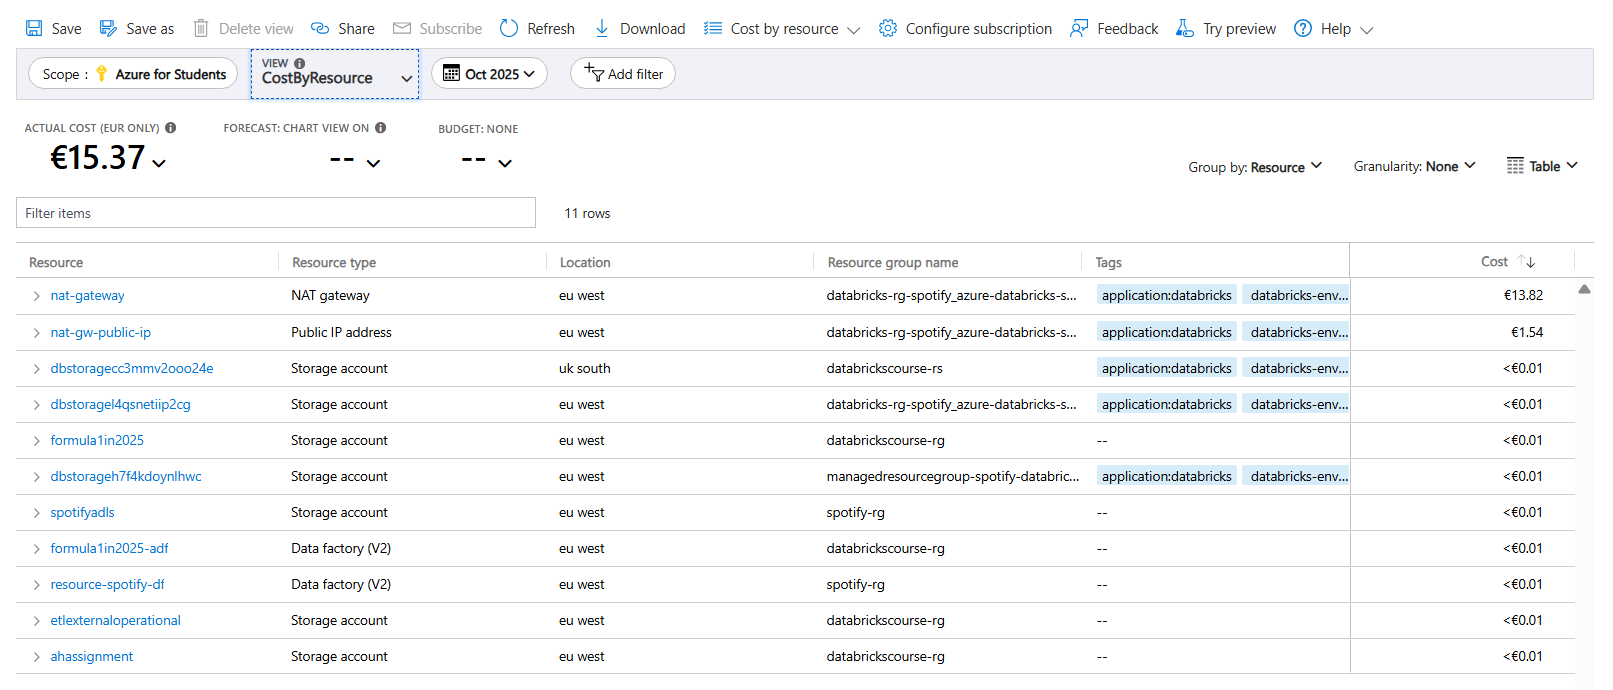 Save Save as Delete view Share Subscribe Refresh Download Cost by resource Configure subscription Feedback Try preview Help
Scope : Azure for Students
VIEW
CostByResource
Oct 2025
Add filter
ACTUAL COST (EUR ONLY)
€15.37
FORECAST: CHART VIEW ON
--
BUDGET: NONE
--
Group by: Resource Granularity: None Table
Filter items 11 rows
Resource Resource type Location Resource group name Tags Cost
nat-gateway NAT gateway eu west databricks-rg-spotify_azure-databricks-s... application:databricks databricks-env... €13.82
nat-gw-public-ip Public IP address eu west databricks-rg-spotify_azure-databricks-s... application:databricks databricks-env... €1.54
dbstoragecc3mmv2ooo24e Storage account uk south databrickscourse-rs application:databricks databricks-env... <€0.01
dbstoragel4qsnetiip2cg Storage account eu west databricks-rg-spotify_azure-databricks-s... application:databricks databricks-env... <€0.01
formula1in2025 Storage account eu west databrickscourse-rg -- <€0.01
dbstorageh7f4kdoynlhwc Storage account eu west managedresourcegroup-spotify-databric... application:databricks databricks-env... <€0.01
spotifyadls Storage account eu west spotify-rg -- <€0.01
formula1in2025-adf Data factory (V2) eu west databrickscourse-rg -- <€0.01
resource-spotify-df Data factory (V2) eu west spotify-rg -- <€0.01
etlexternaloperational Storage account eu west databrickscourse-rg -- <€0.01
ahassignment Storage account eu west databrickscourse-rg -- <€0.01